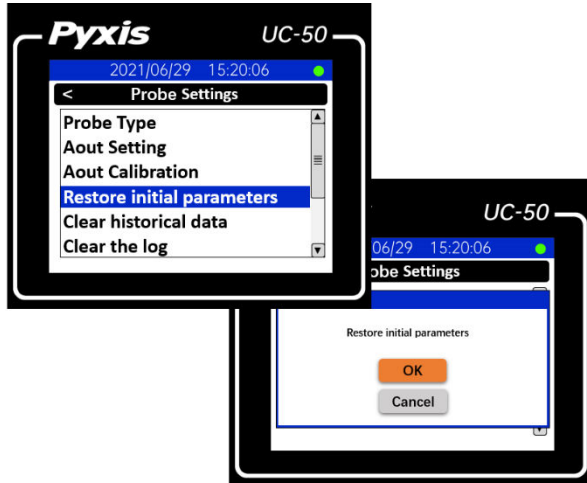 Pyxis UC-50
2021/06/29 15:20:06
< Probe Settings
Probe Type
Aout Setting
Aout Calibration
Restore initial parameters
Clear historical data
Clear the log
UC-50
06/29 15:20:06
obe Settings
Restore initial parameters
OK
Cancel